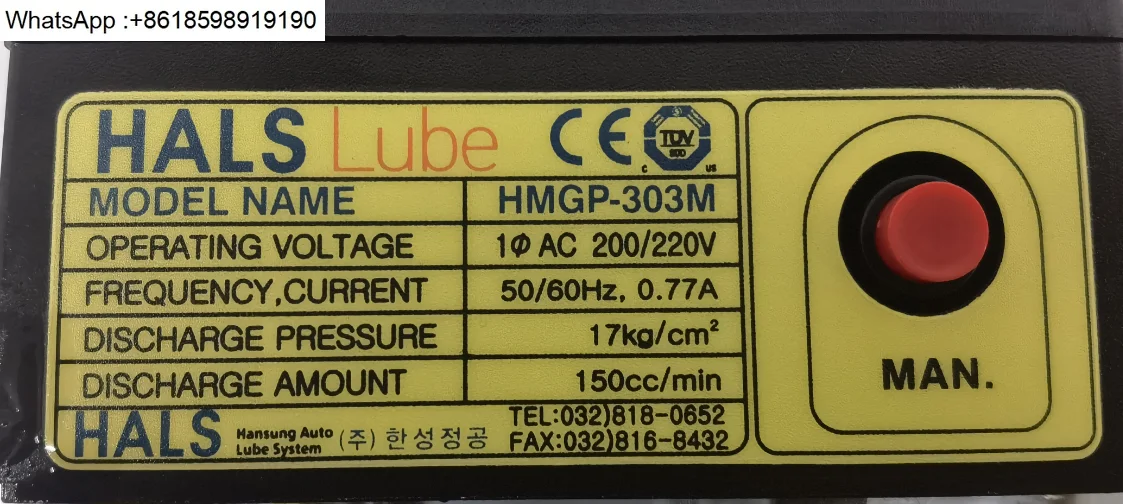 WhatsApp :+8618598919190
HALS Lube CE TÜV
C US
MODEL NAME HMGP-303M
OPERATING VOLTAGE 1Φ AC 200/220V
FREQUENCY,CURRENT 50/60Hz, 0.77A
DISCHARGE PRESSURE 17kg/cm²
DISCHARGE AMOUNT 150cc/min
HALS Hansung Auto Lube System (주) 한성정공
TEL:032)818-0652
FAX:032)816-8432
MAN.